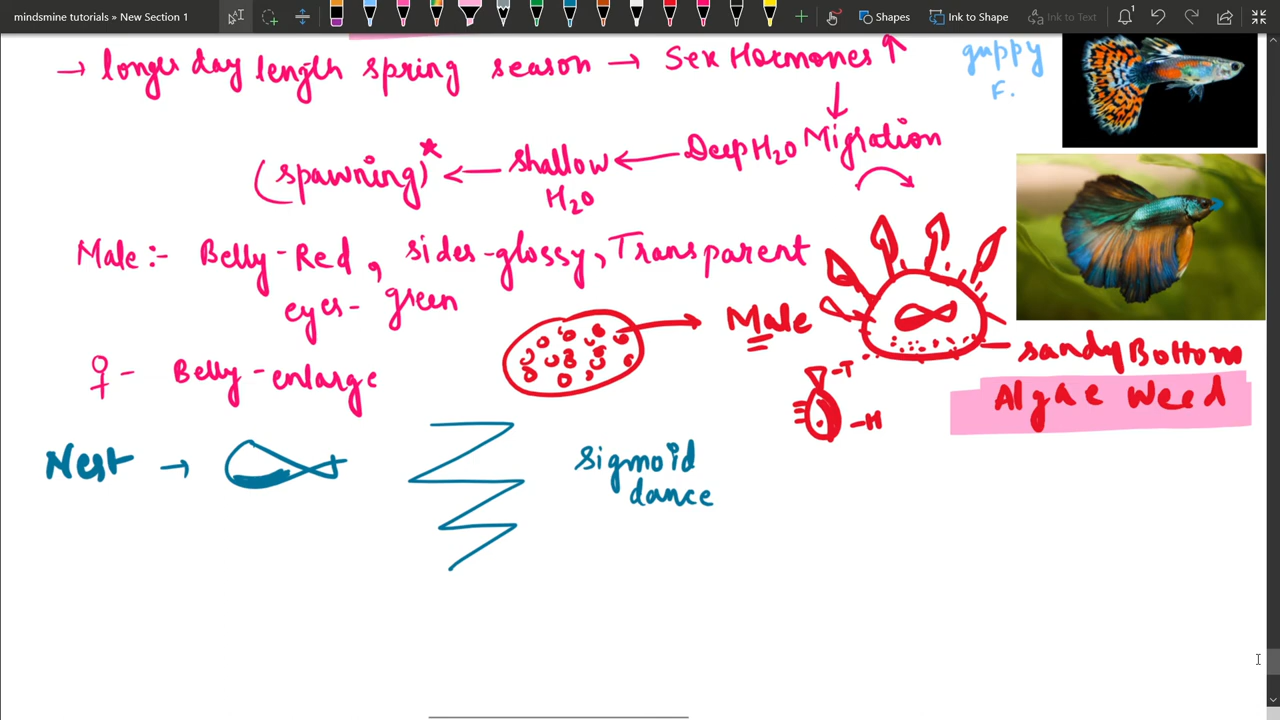 mindsmine tutorials » New Section 1
Shapes
Ink to Shape
Ink to Text
→ longer day length spring season → Sex Hormones ↑
guppy
F.
(spawning)* ← shallow H₂O ← Deep H₂O Migration
Male:- Belly-Red, sides-glossy, Transparent
eyes- green
→ Male
sandy Bottom
♀ - Belly-enlarge
-T
Algae Weed
-H
Nest →
sigmoid
dance